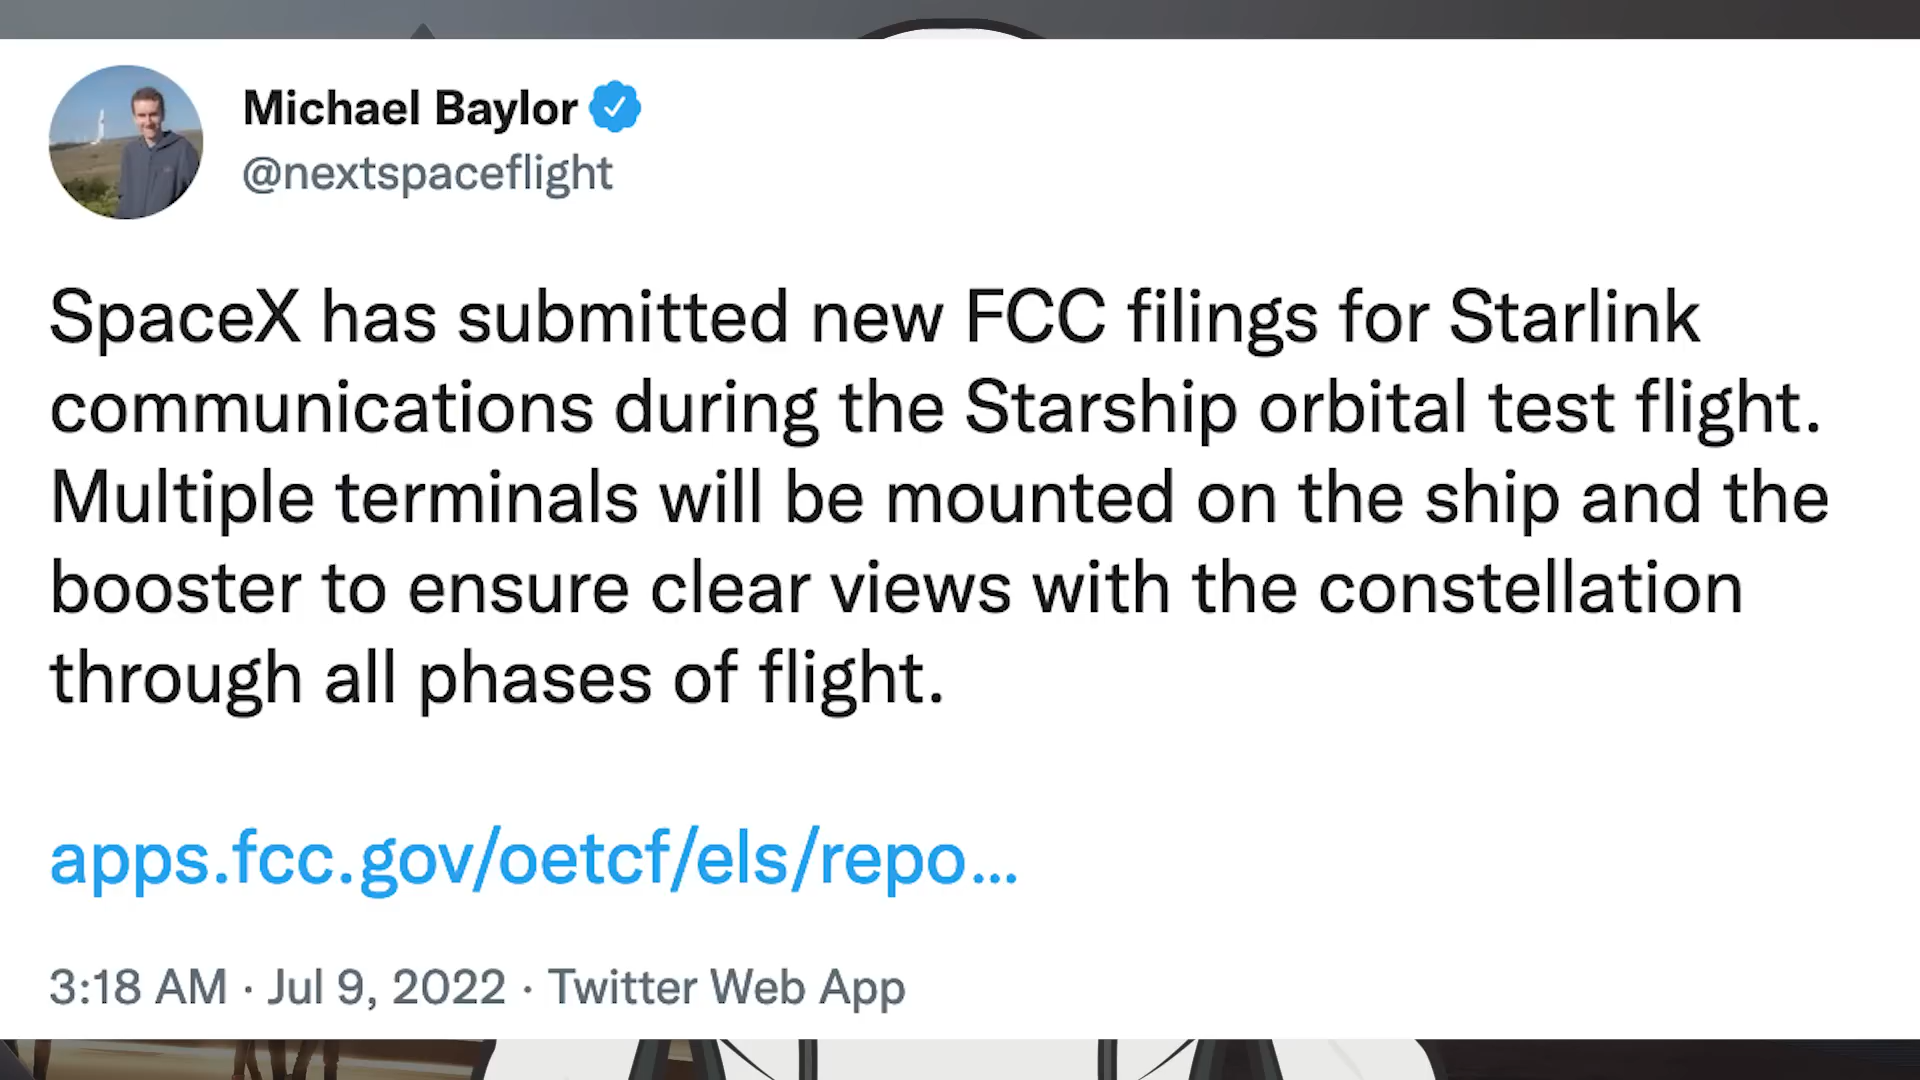 Michael Baylor
@nextspaceflight
SpaceX has submitted new FCC filings for Starlink
communications during the Starship orbital test flight.
Multiple terminals will be mounted on the ship and the
booster to ensure clear views with the constellation
through all phases of flight.
apps.fcc.gov/oetcf/els/repo...
3:18 AM · Jul 9, 2022 · Twitter Web App